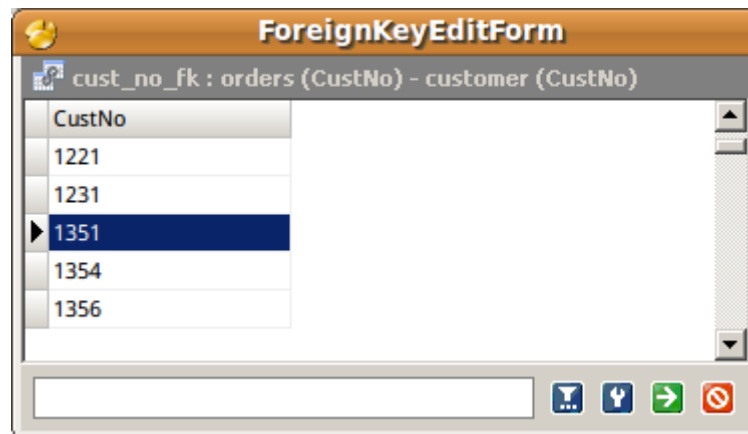 ForeignKeyEditForm
cust_no_fk : orders (CustNo) - customer (CustNo)
CustNo
1221
1231
1351
1354
1356